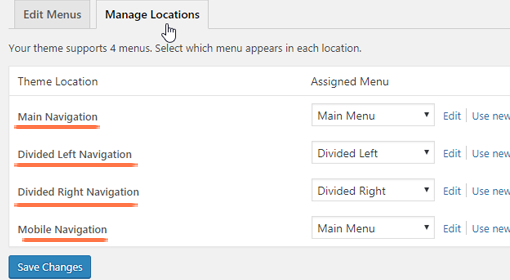 Edit Menus Manage Locations
Your theme supports 4 menus. Select which menu appears in each location.
Theme Location Assigned Menu
Main Navigation Main Menu Edit Use new
Divided Left Navigation Divided Left Edit Use new
Divided Right Navigation Divided Right Edit Use new
Mobile Navigation Main Menu Edit Use new
Save Changes